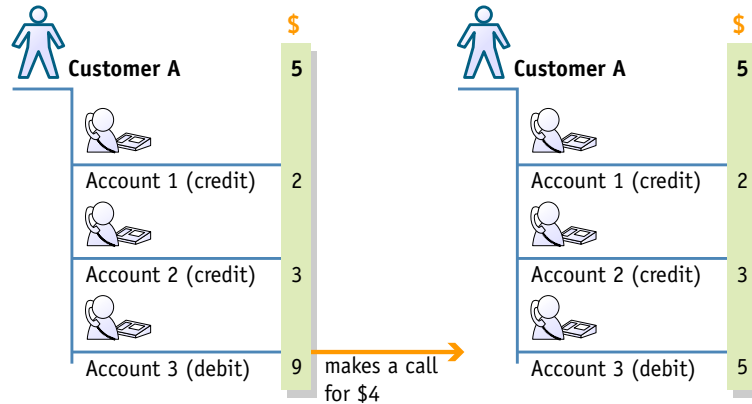 $
Customer A 5
Account 1 (credit) 2
Account 2 (credit) 3
Account 3 (debit) 9
makes a call
for $4
$
Customer A 5
Account 1 (credit) 2
Account 2 (credit) 3
Account 3 (debit) 5